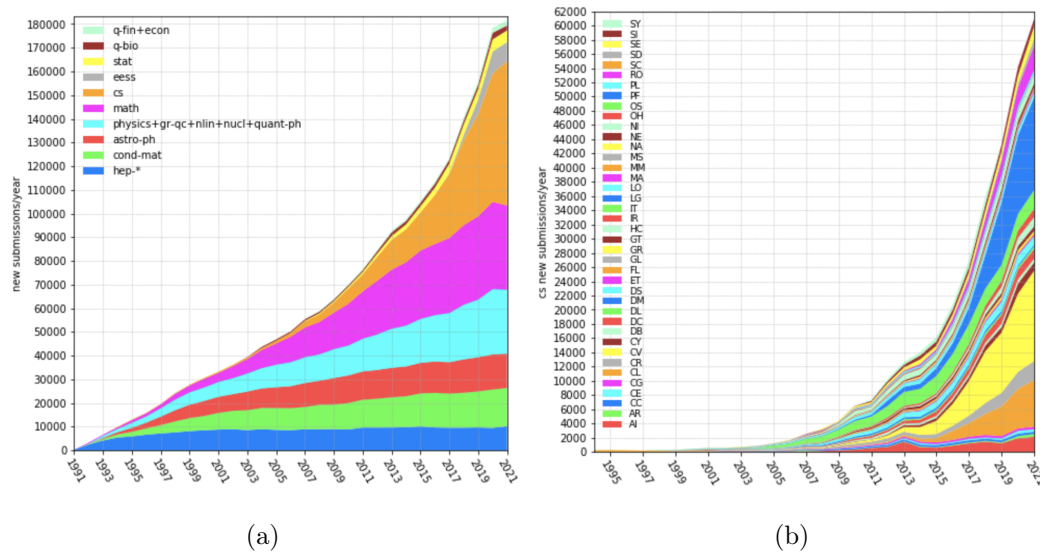 180000
170000
160000
150000
140000
130000
120000
110000
100000
90000
80000
70000
60000
50000
40000
30000
20000
10000
0
new submissions/year
q-fin+econ
q-bio
stat
eess
cs
math
physics+gr-qc+nlin+nucl+quant-ph
astro-ph
cond-mat
hep-*
1991
1993
1995
1997
1999
2001
2003
2005
2007
2009
2011
2013
2015
2017
2019
2021
(a)
62000
60000
58000
56000
54000
52000
50000
48000
46000
44000
42000
40000
38000
36000
34000
32000
30000
28000
26000
24000
22000
20000
18000
16000
14000
12000
10000
8000
6000
4000
2000
0
cs new submissions/year
SY
SI
SE
SD
SC
RO
PL
PF
OS
OH
NI
NE
NA
MS
MM
MA
LO
LG
IT
IR
HC
GT
GR
GL
FL
ET
DS
DM
DL
DC
DB
CY
CV
CR
CL
CG
CE
CC
AR
AI
1995
1997
1999
2001
2003
2005
2007
2009
2011
2013
2015
2017
2019
2021
(b)